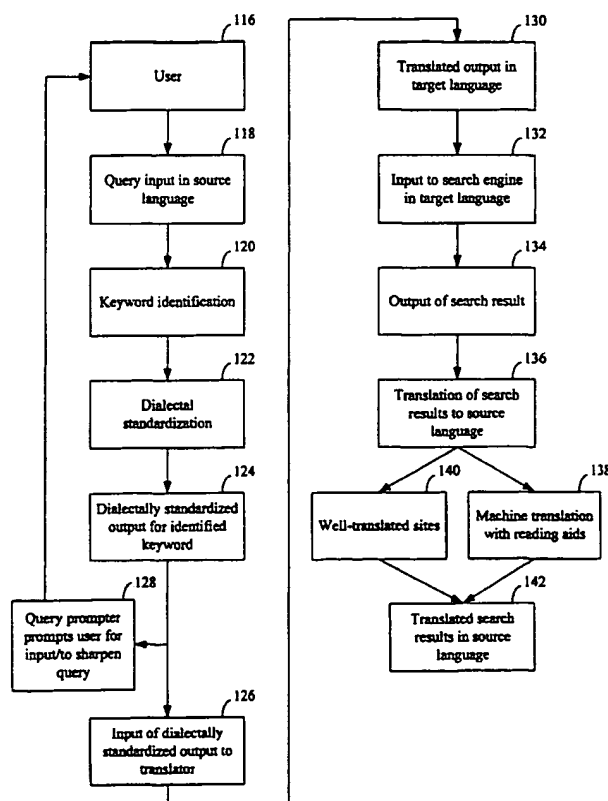 116
User
118
Query input in source
language
120
Keyword identification
122
Dialectal
standardization
124
Dialectally standardized
output for identified
keyword
128
Query prompter
prompts user for
input/to sharpen
query
126
Input of dialectally
standardized output to
translator
130
Translated output in
target language
132
Input to search engine
in target language
134
Output of search result
136
Translation of search
results to source
language
140
Well-translated sites
138
Machine translation
with reading aids
142
Translated search
results in source
language